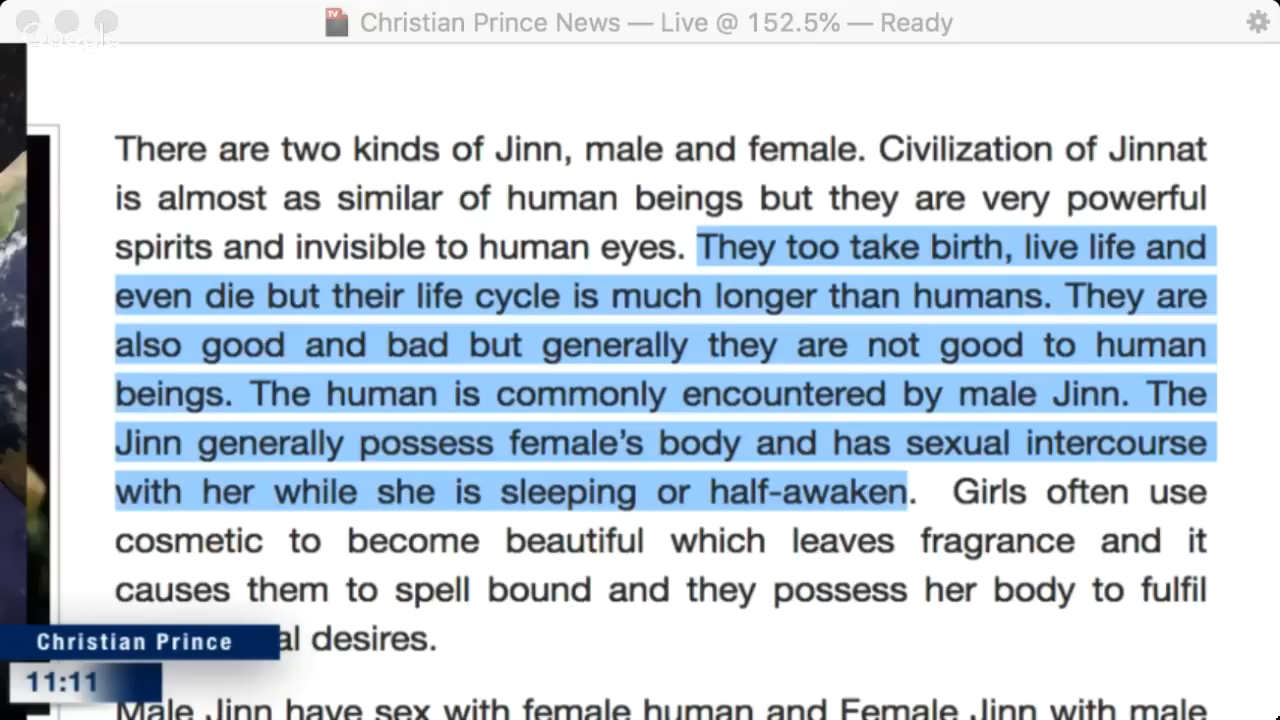 Christian Prince News — Live @ 152.5% — Ready
Google
There are two kinds of Jinn, male and female. Civilization of Jinnat
is almost as similar of human beings but they are very powerful
spirits and invisible to human eyes. They too take birth, live life and
even die but their life cycle is much longer than humans. They are
also good and bad but generally they are not good to human
beings. The human is commonly encountered by male Jinn. The
Jinn generally possess female’s body and has sexual intercourse
with her while she is sleeping or half-awaken. Girls often use
cosmetic to become beautiful which leaves fragrance and it
causes them to spell bound and they possess her body to fulfil
al desires.
Christian Prince
11:11
Male Jinn have sex with female human and Female Jinn with male